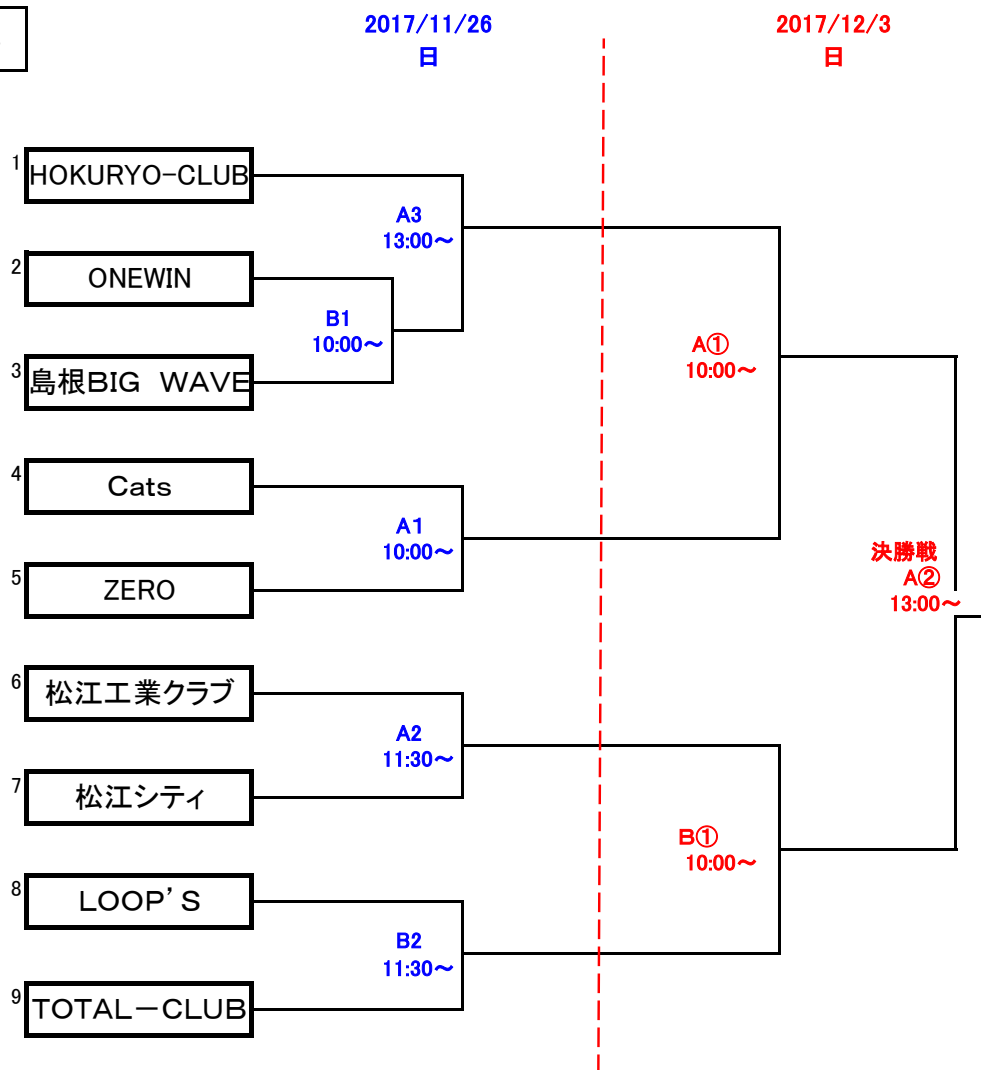 2017/11/26
日
2017/12/3
日
1
HOKURYO-CLUB
A3
13:00～
2
ONEWIN
B1
10:00～
3
島根BIG　WAVE
A①
10:00～
4
Cats
A1
10:00～
5
ZERO
決勝戦
A②
13:00～
6
松江工業クラブ
A2
11:30～
7
松江シティ
B①
10:00～
8
LOOP’S
B2
11:30～
9
TOTAL－CLUB